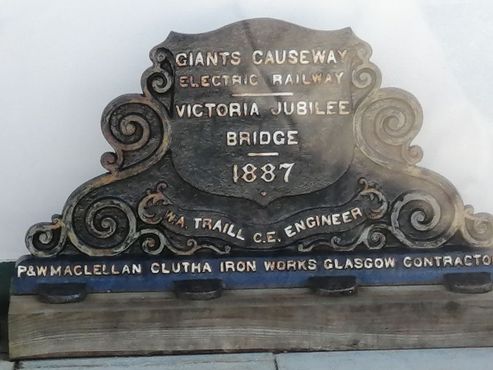 GIANTS CAUSEWAY
ELECTRIC RAILWAY
VICTORIA JUBILEE
BRIDGE
1887
W.A. TRAILL C.E. ENGINEER
P&W MACLELLAN CLUTHA IRON WORKS GLASGOW CONTRACTO